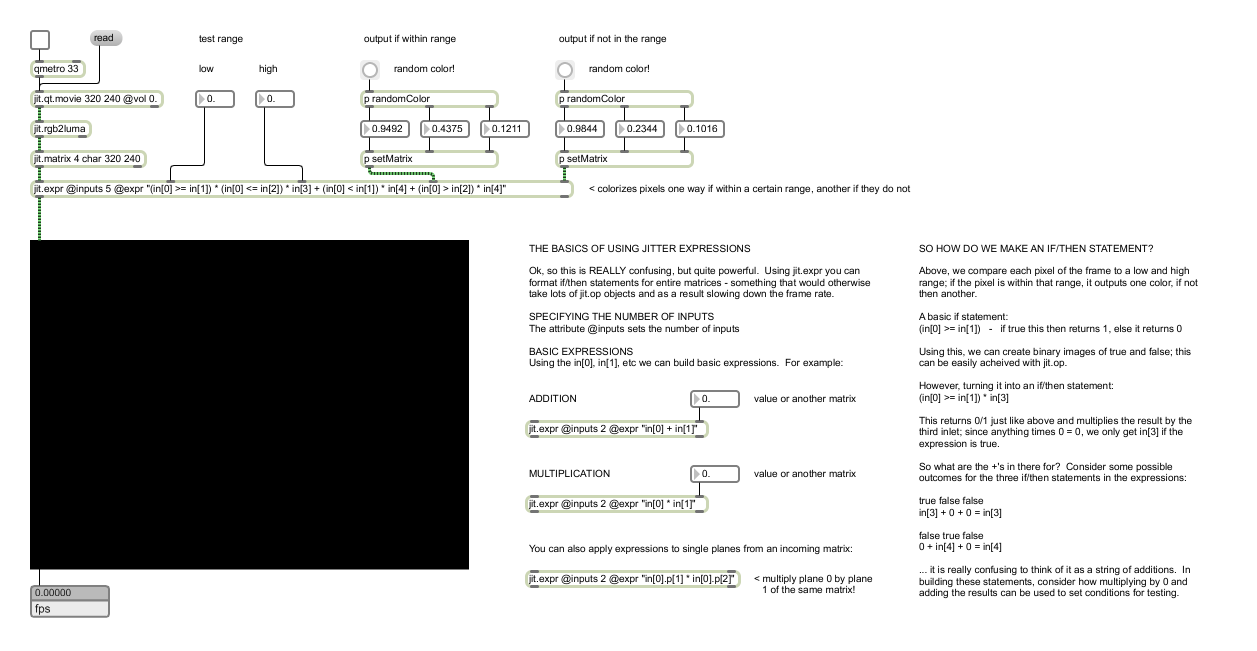 read
test range
output if within range
output if not in the range
qmetro 33
low
high
random color!
random color!
jit.qt.movie 320 240 @vol 0.
0.
0.
p randomColor
p randomColor
jit.rgb2luma
0.9492
0.4375
0.1211
0.9844
0.2344
0.1016
jit.matrix 4 char 320 240
p setMatrix
p setMatrix
jit.expr @inputs 5 @expr "(in[0] >= in[1]) * (in[0] <= in[2]) * in[3] + (in[0] < in[1]) * in[4] + (in[0] > in[2]) * in[4]"
< colorizes pixels one way if within a certain range, another if they do not
THE BASICS OF USING JITTER EXPRESSIONS
Ok, so this is REALLY confusing, but quite powerful.  Using jit.expr you can
format if/then statements for entire matrices - something that would otherwise
take lots of jit.op objects and as a result slowing down the frame rate.
SPECIFYING THE NUMBER OF INPUTS
The attribute @inputs sets the number of inputs
BASIC EXPRESSIONS
Using the in[0], in[1], etc we can build basic expressions.  For example:
ADDITION
0.
value or another matrix
jit.expr @inputs 2 @expr "in[0] + in[1]"
MULTIPLICATION
0.
value or another matrix
jit.expr @inputs 2 @expr "in[0] * in[1]"
You can also apply expressions to single planes from an incoming matrix:
jit.expr @inputs 2 @expr "in[0].p[1] * in[0].p[2]"
< multiply plane 0 by plane
1 of the same matrix!
SO HOW DO WE MAKE AN IF/THEN STATEMENT?
Above, we compare each pixel of the frame to a low and high
range; if the pixel is within that range, it outputs one color, if not
then another.
A basic if statement:
(in[0] >= in[1])   -   if true this then returns 1, else it returns 0
Using this, we can create binary images of true and false; this
can be easily acheived with jit.op.
However, turning it into an if/then statement:
(in[0] >= in[1]) * in[3]
This returns 0/1 just like above and multiplies the result by the
third inlet; since anything times 0 = 0, we only get in[3] if the
expression is true.
So what are the +'s in there for?  Consider some possible
outcomes for the three if/then statements in the expressions:
true false false
in[3] + 0 + 0 = in[3]
false true false
0 + in[4] + 0 = in[4]
... it is really confusing to think of it as a string of additions.  In
building these statements, consider how multiplying by 0 and
adding the results can be used to set conditions for testing.
0.00000
fps